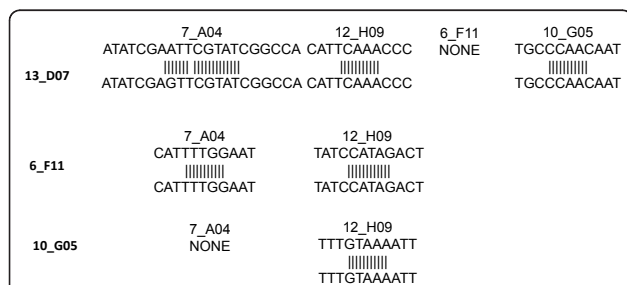 7_A04 12_H09 6_F11 10_G05
ATATCGAATTCGTATCGGCCA CATTCAAACCC NONE TGCCCAACAAT
13_D07
ATATCGAGTTCGTATCGGCCA CATTCAAACCC TGCCCAACAAT
7_A04 12_H09
CATTTTGGAAT TATCCATAGACT
6_F11
CATTTTGGAAT TATCCATAGACT
7_A04 12_H09
10_G05 NONE TTTGTAAAATT
TTTGTAAAATT